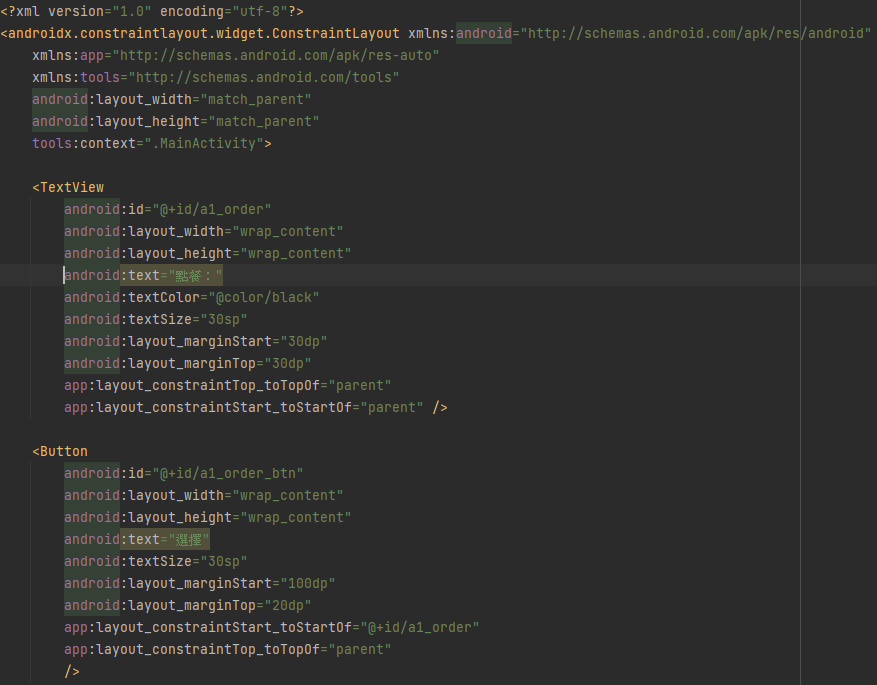 <?xml version="1.0" encoding="utf-8"?>
<androidx.constraintlayout.widget.ConstraintLayout xmlns:android="http://schemas.android.com/apk/res/android"
    xmlns:app="http://schemas.android.com/apk/res-auto"
    xmlns:tools="http://schemas.android.com/tools"
    android:layout_width="match_parent"
    android:layout_height="match_parent"
    tools:context=".MainActivity">

    <TextView
        android:id="@+id/a1_order"
        android:layout_width="wrap_content"
        android:layout_height="wrap_content"
        android:text="點餐："
        android:textColor="@color/black"
        android:textSize="30sp"
        android:layout_marginStart="30dp"
        android:layout_marginTop="30dp"
        app:layout_constraintTop_toTopOf="parent"
        app:layout_constraintStart_toStartOf="parent" />

    <Button
        android:id="@+id/a1_order_btn"
        android:layout_width="wrap_content"
        android:layout_height="wrap_content"
        android:text="選擇"
        android:textSize="30sp"
        android:layout_marginStart="100dp"
        android:layout_marginTop="20dp"
        app:layout_constraintStart_toStartOf="@+id/a1_order"
        app:layout_constraintTop_toTopOf="parent"
        />